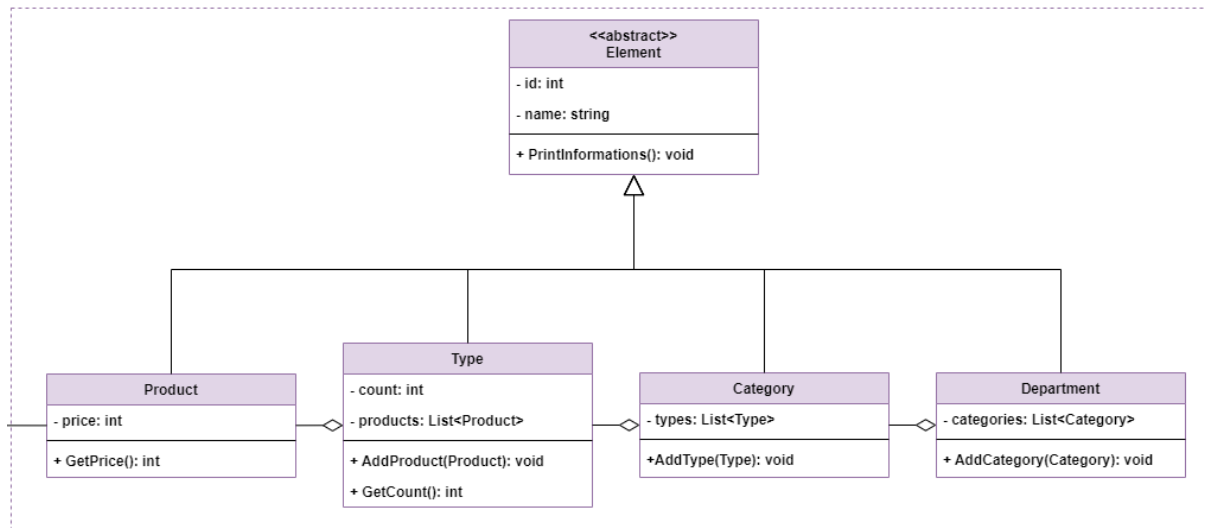 <<abstract>>
Element
- id: int
- name: string
+ PrintInformations(): void
Product
- price: int
+ GetPrice(): int
Type
- count: int
- products: List<Product>
+ AddProduct(Product): void
+ GetCount(): int
Category
- types: List<Type>
+AddType(Type): void
Department
- categories: List<Category>
+ AddCategory(Category): void